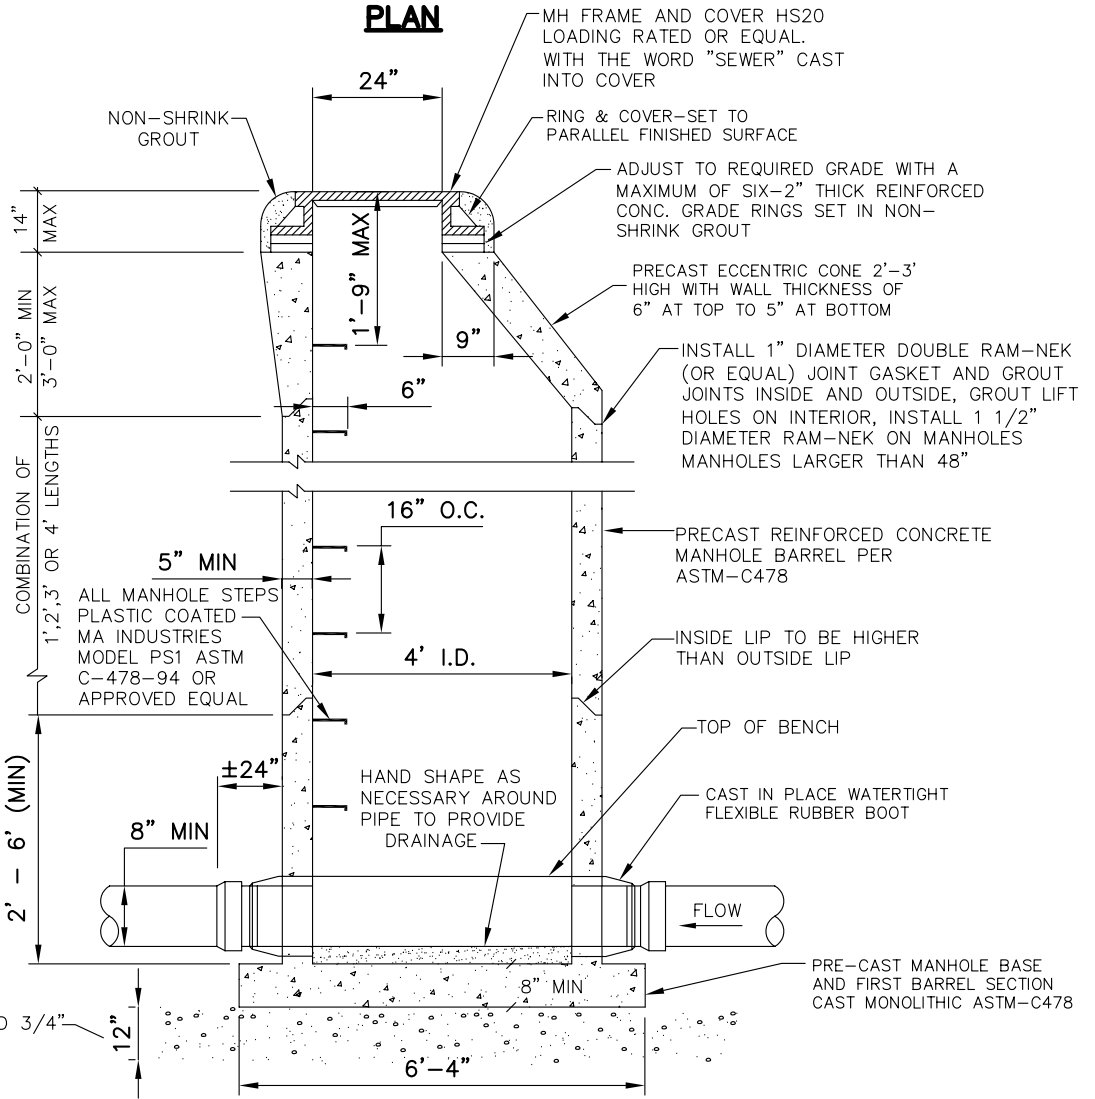 PLAN
MH FRAME AND COVER HS20
LOADING RATED OR EQUAL.
WITH THE WORD "SEWER" CAST
INTO COVER
24"
NON-SHRINK
GROUT
RING & COVER-SET TO
PARALLEL FINISHED SURFACE
ADJUST TO REQUIRED GRADE WITH A
MAXIMUM OF SIX-2" THICK REINFORCED
CONC. GRADE RINGS SET IN NON-
SHRINK GROUT
14"
MAX
1'-9" MAX
PRECAST ECCENTRIC CONE 2'-3'
HIGH WITH WALL THICKNESS OF
6" AT TOP TO 5" AT BOTTOM
2'-0" MIN
3'-0" MAX
9"
6"
INSTALL 1" DIAMETER DOUBLE RAM-NEK
(OR EQUAL) JOINT GASKET AND GROUT
JOINTS INSIDE AND OUTSIDE, GROUT LIFT
HOLES ON INTERIOR, INSTALL 1 1/2"
DIAMETER RAM-NEK ON MANHOLES
MANHOLES LARGER THAN 48"
COMBINATION OF
1',2',3' OR 4' LENGTHS
16" O.C.
PRECAST REINFORCED CONCRETE
MANHOLE BARREL PER
ASTM-C478
5" MIN
ALL MANHOLE STEPS
PLASTIC COATED
MA INDUSTRIES
MODEL PS1 ASTM
C-478-94 OR
APPROVED EQUAL
4' I.D.
INSIDE LIP TO BE HIGHER
THAN OUTSIDE LIP
TOP OF BENCH
2' - 6' (MIN)
±24"
HAND SHAPE AS
NECESSARY AROUND
PIPE TO PROVIDE
DRAINAGE
CAST IN PLACE WATERTIGHT
FLEXIBLE RUBBER BOOT
8" MIN
FLOW
PRE-CAST MANHOLE BASE
AND FIRST BARREL SECTION
CAST MONOLITHIC ASTM-C478
8" MIN
3/4"
12"
6'-4"